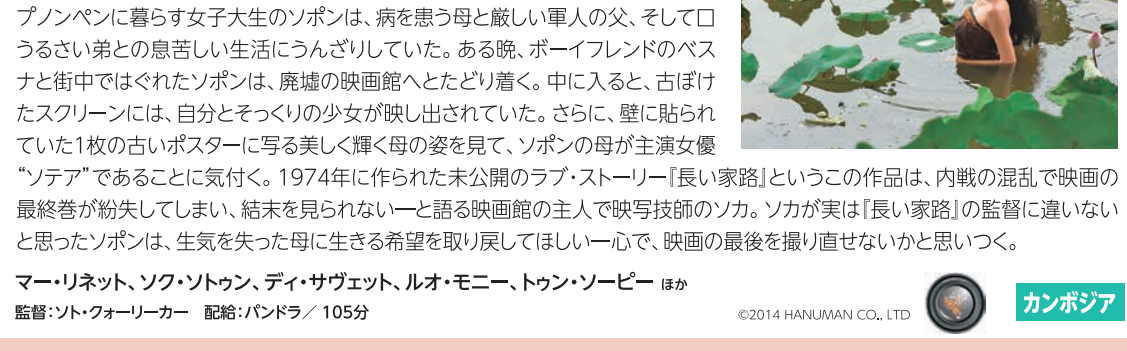 プノンペンに暮らす女子大生のソポンは、病を患う母と厳しい軍人の父、そして口
うるさい弟との息苦しい生活にうんざりしていた。ある晩、ボーイフレンドのベス
ナと街中ではぐれたソポンは、廃墟の映画館へとたどり着く。中に入ると、古ぼけ
たスクリーンには、自分とそっくりの少女が映し出されていた。さらに、壁に貼られ
ていた1枚の古いポスターに写る美しく輝く母の姿を見て、ソポンの母が主演女優
“ソテア”であることに気付く。1974年に作られた未公開のラブ・ストーリー『長い家路』というこの作品は、内戦の混乱で映画の
最終巻が紛失してしまい、結末を見られない―と語る映画館の主人で映写技師のソカ。ソカが実は『長い家路』の監督に違いない
と思ったソポンは、生気を失った母に生きる希望を取り戻してほしい一心で、映画の最後を撮り直せないかと思いつく。
マー・リネット、ソク・ソトゥン、ディ・サヴェット、ルオ・モニー、トゥン・ソーピー ほか
監督：ソト・クォーリーカー　配給：パンドラ／ 105分
©2014 HANUMAN CO., LTD
カンボジア